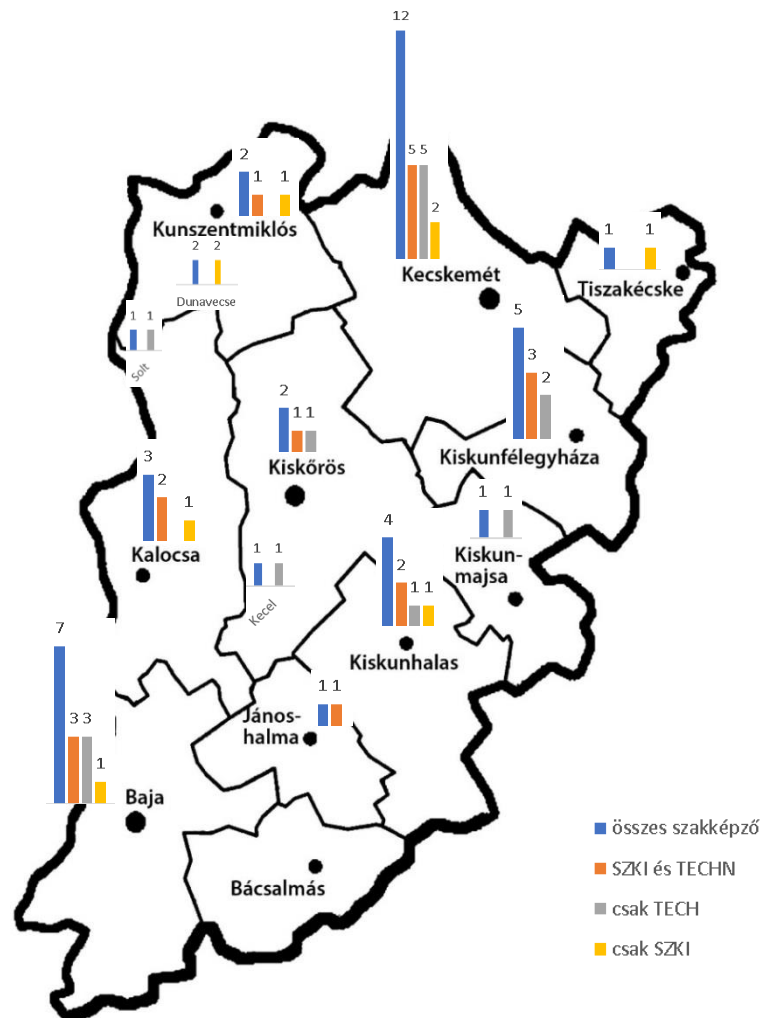 12
2
1 1
5 5
2
Kunszentmiklós
1 1
Kecskemét
Tiszakécske
2 2
Dunavecse
1 1
Solt
5
3
2
Kiskunfélegyháza
2
1 1
Kiskőrös
3
2
1
Kalocsa
1 1
Kiskun-
majsa
4
2
1 1
Kiskunhalas
1 1
Kecel
7
3 3
1
Baja
1 1
János-
halma
Bácsalmás
összes szakképző
SZKI és TECHN
csak TECH
csak SZKI